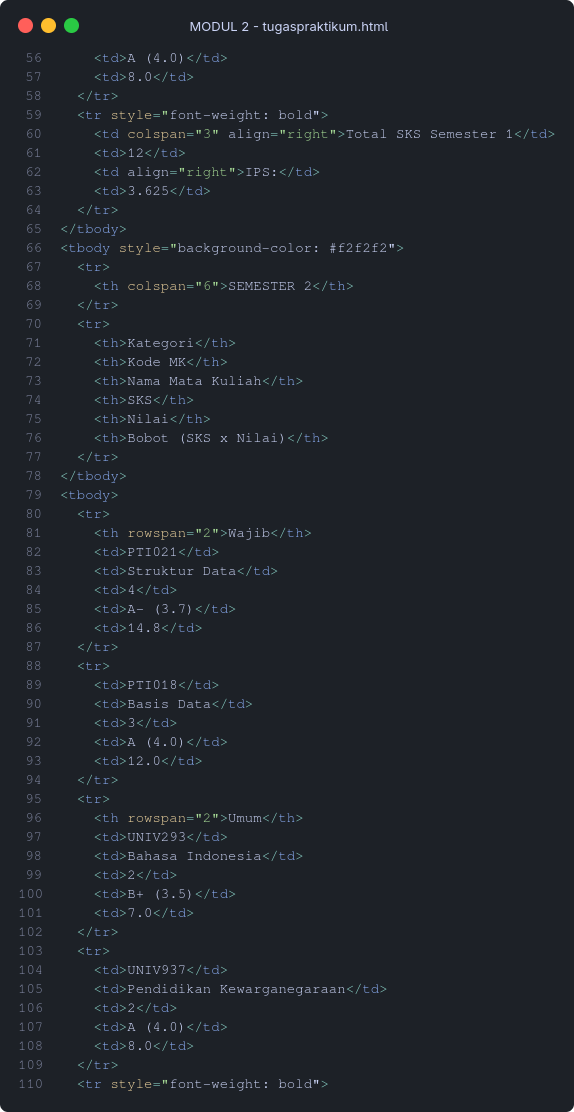 MODUL 2 - tugaspraktikum.html
56 <td>A (4.0)</td>
57 <td>8.0</td>
58 </tr>
59 <tr style="font-weight: bold">
60 <td colspan="3" align="right">Total SKS Semester 1</td>
61 <td>12</td>
62 <td align="right">IPS:</td>
63 <td>3.625</td>
64 </tr>
65 </tbody>
66 <tbody style="background-color: #f2f2f2">
67 <tr>
68 <th colspan="6">SEMESTER 2</th>
69 </tr>
70 <tr>
71 <th>Kategori</th>
72 <th>Kode MK</th>
73 <th>Nama Mata Kuliah</th>
74 <th>SKS</th>
75 <th>Nilai</th>
76 <th>Bobot (SKS x Nilai)</th>
77 </tr>
78 </tbody>
79 <tbody>
80 <tr>
81 <th rowspan="2">Wajib</th>
82 <td>PTI021</td>
83 <td>Struktur Data</td>
84 <td>4</td>
85 <td>A- (3.7)</td>
86 <td>14.8</td>
87 </tr>
88 <tr>
89 <td>PTI018</td>
90 <td>Basis Data</td>
91 <td>3</td>
92 <td>A (4.0)</td>
93 <td>12.0</td>
94 </tr>
95 <tr>
96 <th rowspan="2">Umum</th>
97 <td>UNIV293</td>
98 <td>Bahasa Indonesia</td>
99 <td>2</td>
100 <td>B+ (3.5)</td>
101 <td>7.0</td>
102 </tr>
103 <tr>
104 <td>UNIV937</td>
105 <td>Pendidikan Kewarganegaraan</td>
106 <td>2</td>
107 <td>A (4.0)</td>
108 <td>8.0</td>
109 </tr>
110 <tr style="font-weight: bold">